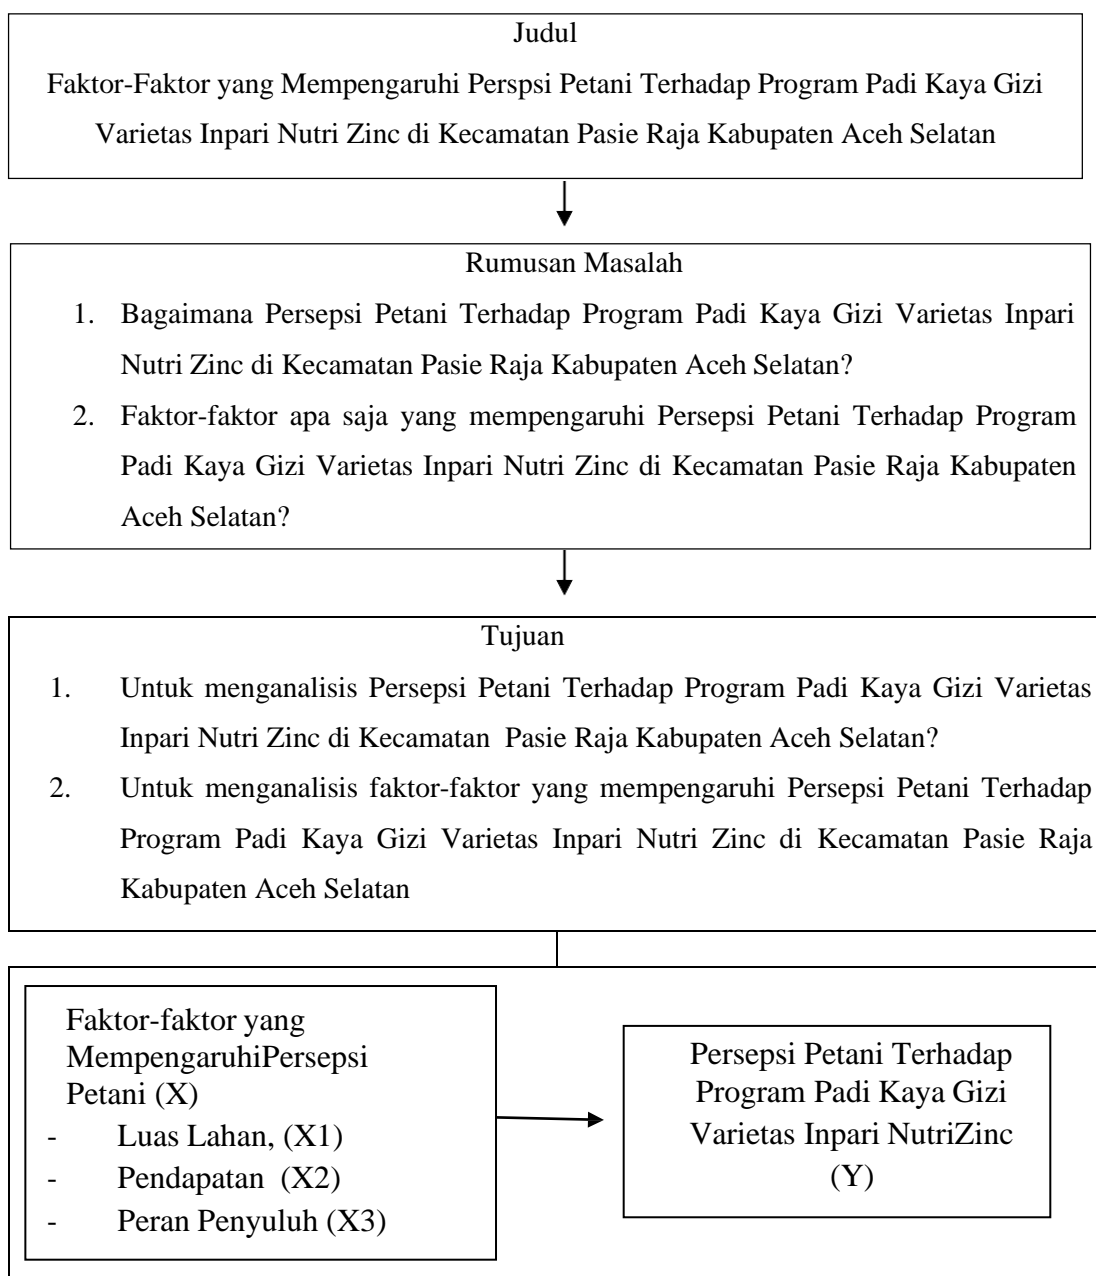 Judul
Faktor-Faktor yang Mempengaruhi Perspsi Petani Terhadap Program Padi Kaya Gizi
Varietas Inpari Nutri Zinc di Kecamatan Pasie Raja Kabupaten Aceh Selatan
Rumusan Masalah
1. Bagaimana Persepsi Petani Terhadap Program Padi Kaya Gizi Varietas Inpari
Nutri Zinc di Kecamatan Pasie Raja Kabupaten Aceh Selatan?
2. Faktor-faktor apa saja yang mempengaruhi Persepsi Petani Terhadap Program
Padi Kaya Gizi Varietas Inpari Nutri Zinc di Kecamatan Pasie Raja Kabupaten
Aceh Selatan?
Tujuan
1. Untuk menganalisis Persepsi Petani Terhadap Program Padi Kaya Gizi Varietas
Inpari Nutri Zinc di Kecamatan Pasie Raja Kabupaten Aceh Selatan?
2. Untuk menganalisis faktor-faktor yang mempengaruhi Persepsi Petani Terhadap
Program Padi Kaya Gizi Varietas Inpari Nutri Zinc di Kecamatan Pasie Raja
Kabupaten Aceh Selatan
Faktor-faktor yang
MempengaruhiPersepsi
Petani (X)
- Luas Lahan, (X1)
- Pendapatan (X2)
- Peran Penyuluh (X3)
Persepsi Petani Terhadap
Program Padi Kaya Gizi
Varietas Inpari NutriZinc
(Y)